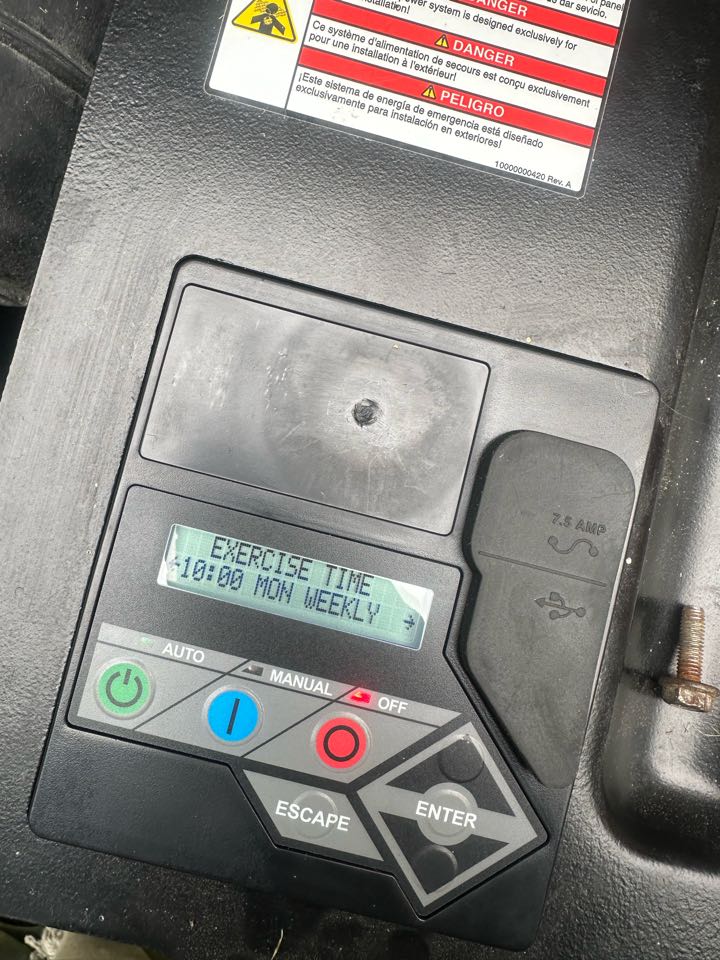 DANGER
power system is designed exclusively for
installation!
DANGER
Ce système d'alimentation de secours est conçu exclusivement
pour une installation à l'extérieur!
PELIGRO
¡Este sistema de energía de emergencia está diseñado
exclusivamente para instalación en exteriores!
10000000420 Rev. A
7.5 AMP
EXERCISE TIME
-10:00 MON WEEKLY →
AUTO
MANUAL
OFF
ESCAPE
ENTER